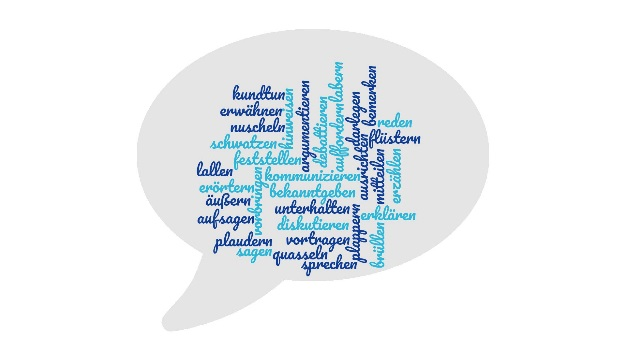 kundtun
erwähnen
nuscheln
schwatzen
feststellen
lallen
erörtern
äußern
aufsagen
plaudern
sagen
vorbringen
hinweisen
argumentieren
debattieren
auffordern
labern
darlegen
bemerken
reden
flüstern
ausrichten
mitteilen
erzählen
kommunizieren
bekanntgeben
unterhalten
diskutieren
vortragen
quasseln
sprechen
plappern
erklären
brüllen